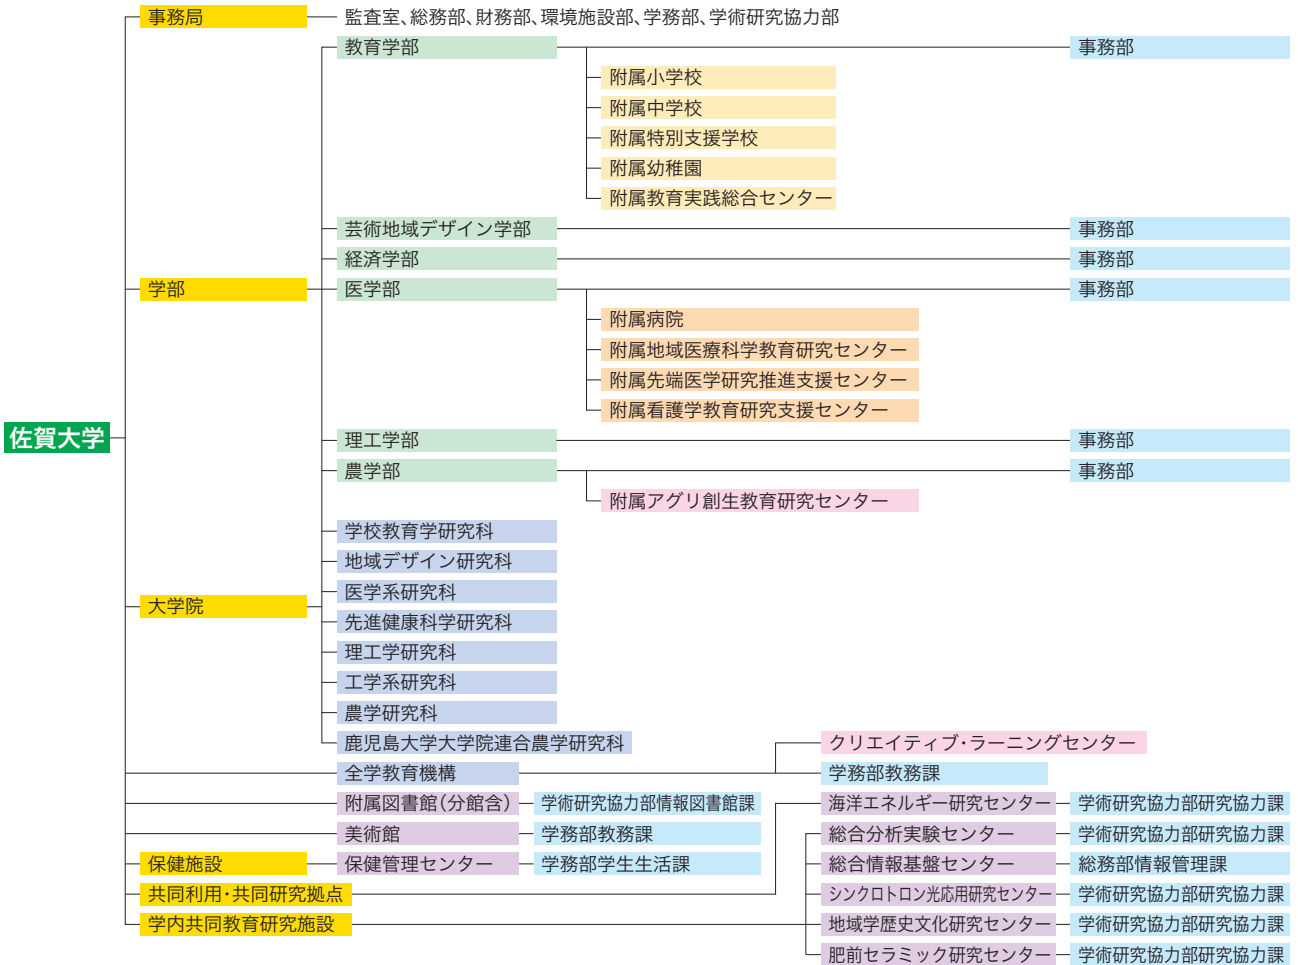 事務局
監査室、総務部、財務部、環境施設部、学務部、学術研究協力部
教育学部
事務部
附属小学校
附属中学校
附属特別支援学校
附属幼稚園
附属教育実践総合センター
芸術地域デザイン学部
事務部
経済学部
事務部
学部
医学部
事務部
附属病院
附属地域医療科学教育研究センター
附属先端医学研究推進支援センター
附属看護学教育研究支援センター
佐賀大学
理工学部
事務部
農学部
事務部
附属アグリ創生教育研究センター
学校教育学研究科
地域デザイン研究科
医学系研究科
大学院
先進健康科学研究科
理工学研究科
工学系研究科
農学研究科
鹿児島大学大学院連合農学研究科
クリエイティブ・ラーニングセンター
全学教育機構
学務部教務課
附属図書館（分館含）
学術研究協力部情報図書館課
海洋エネルギー研究センター
学術研究協力部研究協力課
美術館
学務部教務課
総合分析実験センター
学術研究協力部研究協力課
保健施設
保健管理センター
学務部学生生活課
総合情報基盤センター
総務部情報管理課
共同利用・共同研究拠点
シンクロトロン光応用研究センター
学術研究協力部研究協力課
学内共同教育研究施設
地域学歴史文化研究センター
学術研究協力部研究協力課
肥前セラミック研究センター
学術研究協力部研究協力課